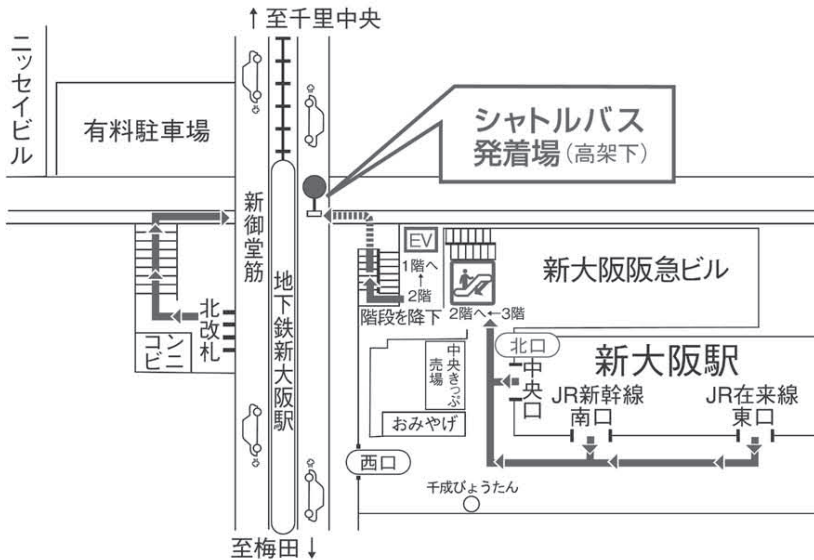 ↑至千里中央
ニッセイビル
有料駐車場
シャトルバス
発着場(高架下)
新御堂筋
地下鉄新大阪駅
EV
1階へ
↑
2階
階段を降下
2階へ←3階
新大阪阪急ビル
北改札
コンビニ
北口
中央口
新大阪駅
中央きっぷ
売場
おみやげ
JR新幹線
南口
JR在来線
東口
西口
千成びょうたん
至梅田↓